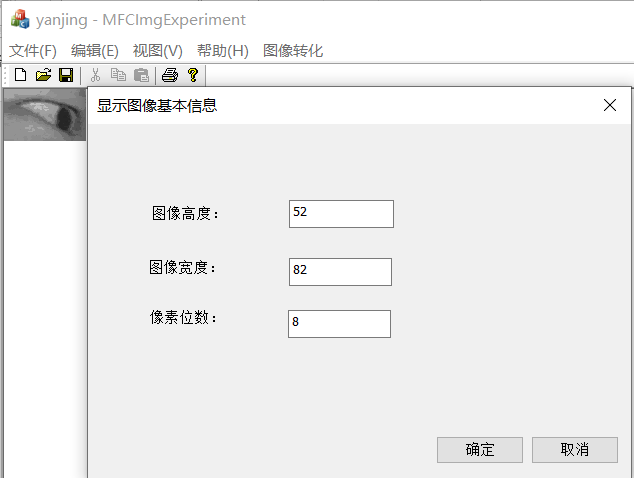 yanjing - MFCImgExperiment
文件(F) 编辑(E) 视图(V) 帮助(H) 图像转化
显示图像基本信息
图像高度： 52
图像宽度： 82
像素位数： 8
确定 取消